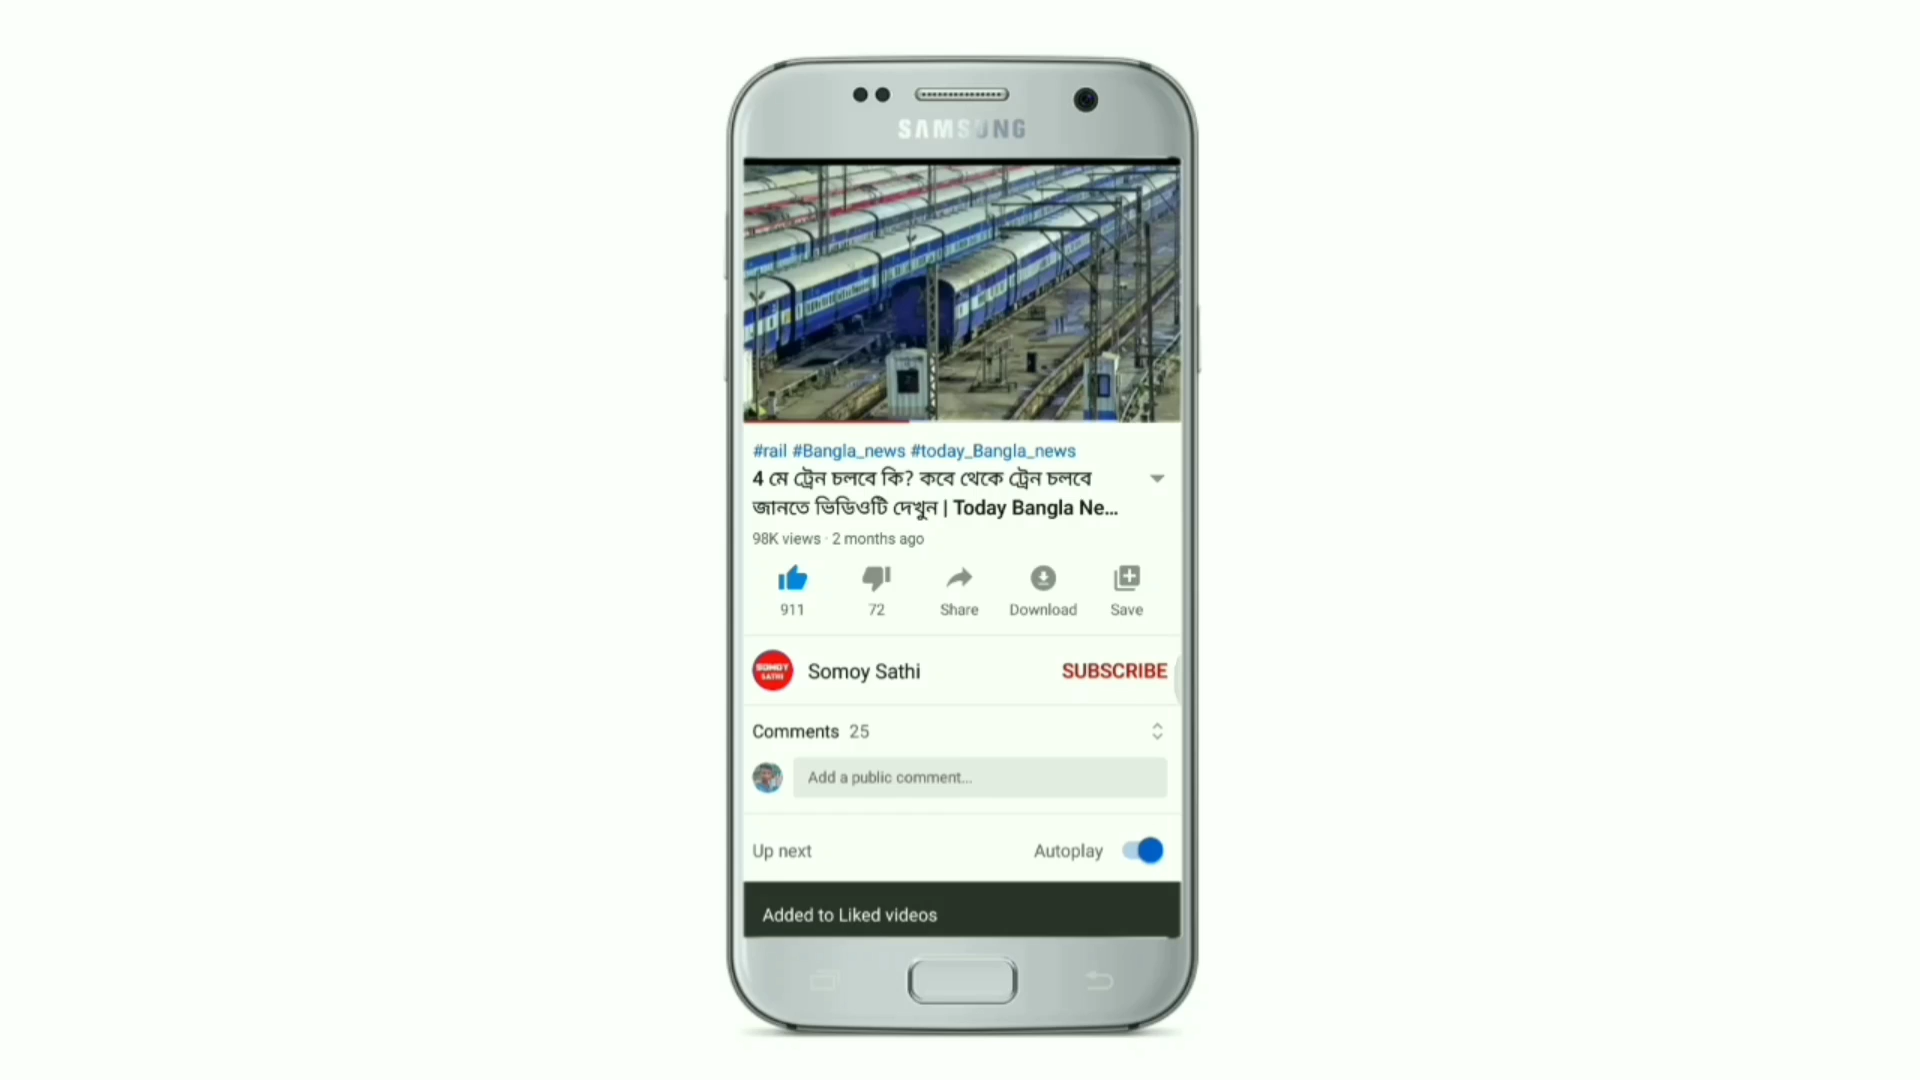 SAMSUNG
#rail #Bangla_news #today_Bangla_news
4 মে ট্রেন চলবে কি? কবে থেকে ট্রেন চলবে
জানতে ভিডিওটি দেখুন | Today Bangla Ne...
98K views · 2 months ago
911 72 Share Download Save
SOMOY
SATHI
Somoy Sathi SUBSCRIBE
Comments 25
Add a public comment...
Up next Autoplay
Added to Liked videos